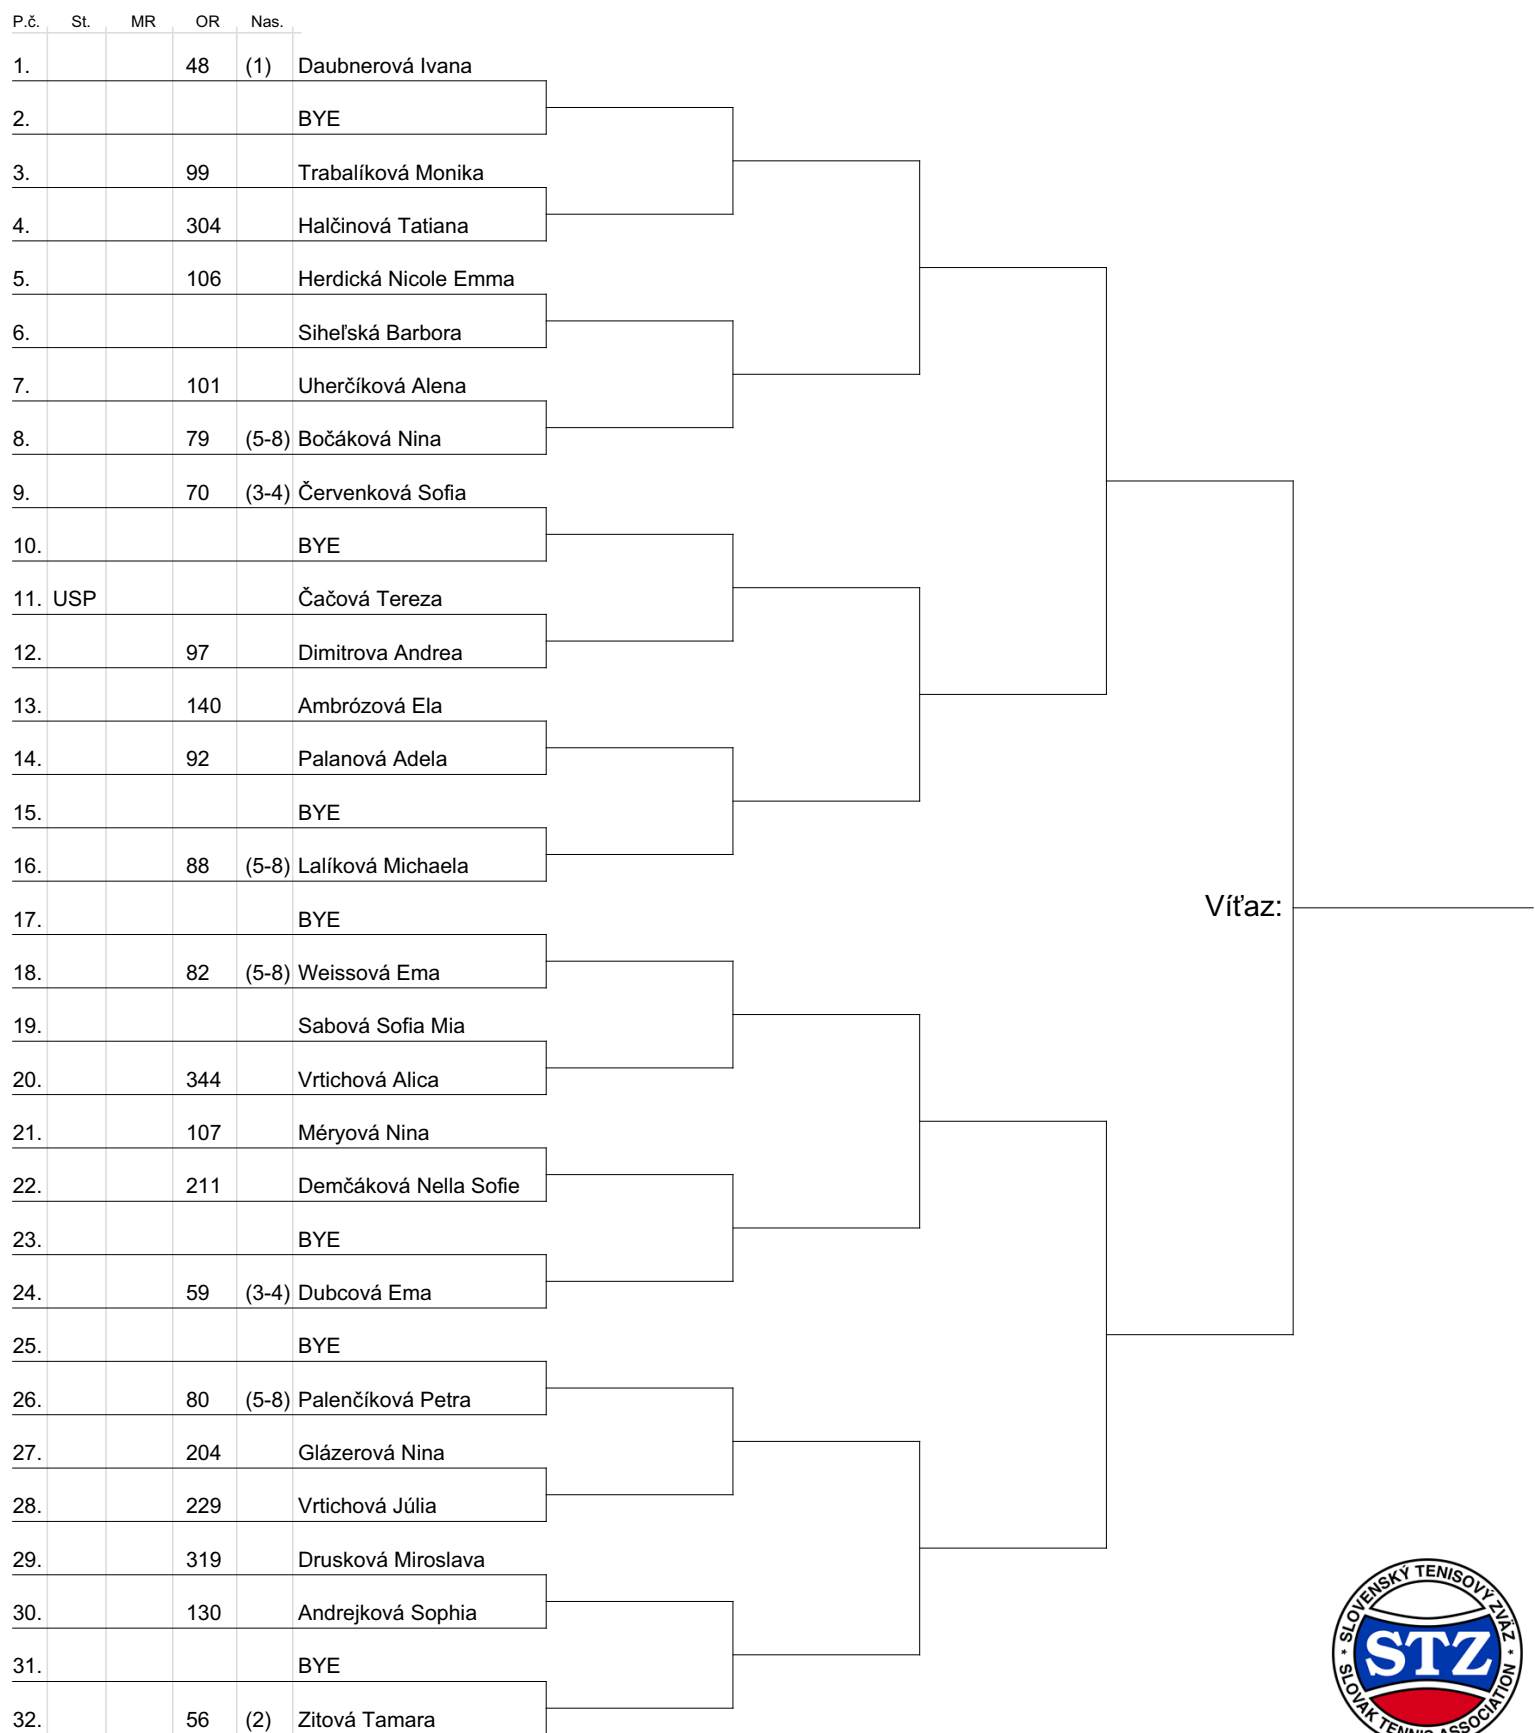 P.č. St. MR OR Nas.
1. 48 (1) Daubnerová Ivana
2. BYE
3. 99 Trabalíková Monika
4. 304 Halčinová Tatiana
5. 106 Herdická Nicole Emma
6. Siheľská Barbora
7. 101 Uherčíková Alena
8. 79 (5-8) Bočáková Nina
9. 70 (3-4) Červenková Sofia
10. BYE
11. USP Čačová Tereza
12. 97 Dimitrova Andrea
13. 140 Ambrózová Ela
14. 92 Palanová Adela
15. BYE
16. 88 (5-8) Lalíková Michaela
Víťaz:
17. BYE
18. 82 (5-8) Weissová Ema
19. Sabová Sofia Mia
20. 344 Vrtichová Alica
21. 107 Méryová Nina
22. 211 Demčáková Nella Sofie
23. BYE
24. 59 (3-4) Dubcová Ema
25. BYE
26. 80 (5-8) Palenčíková Petra
27. 204 Glázerová Nina
28. 229 Vrtichová Júlia
29. 319 Drusková Miroslava
30. 130 Andrejková Sophia
31. BYE
32. 56 (2) Zitová Tamara
SLOVENSKÝ TENISOVÝ ZVÄZ
STZ
SLOVAK TENNIS ASSOCIATION